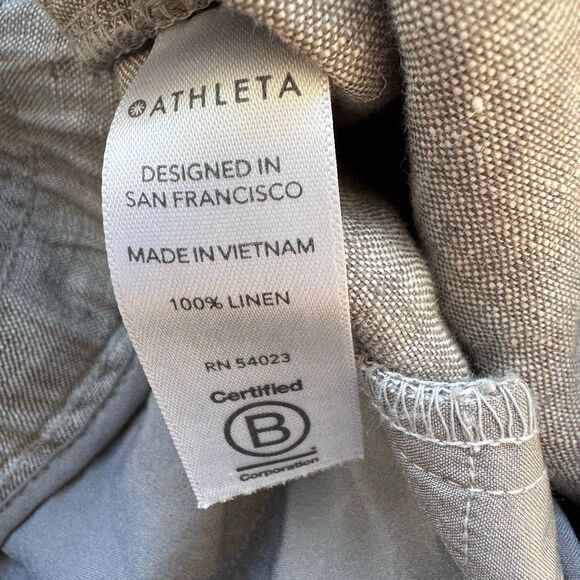 ATHLETA
DESIGNED IN
SAN FRANCISCO
MADE IN VIETNAM
100% LINEN
RN 54023
Certified
B
Corporation